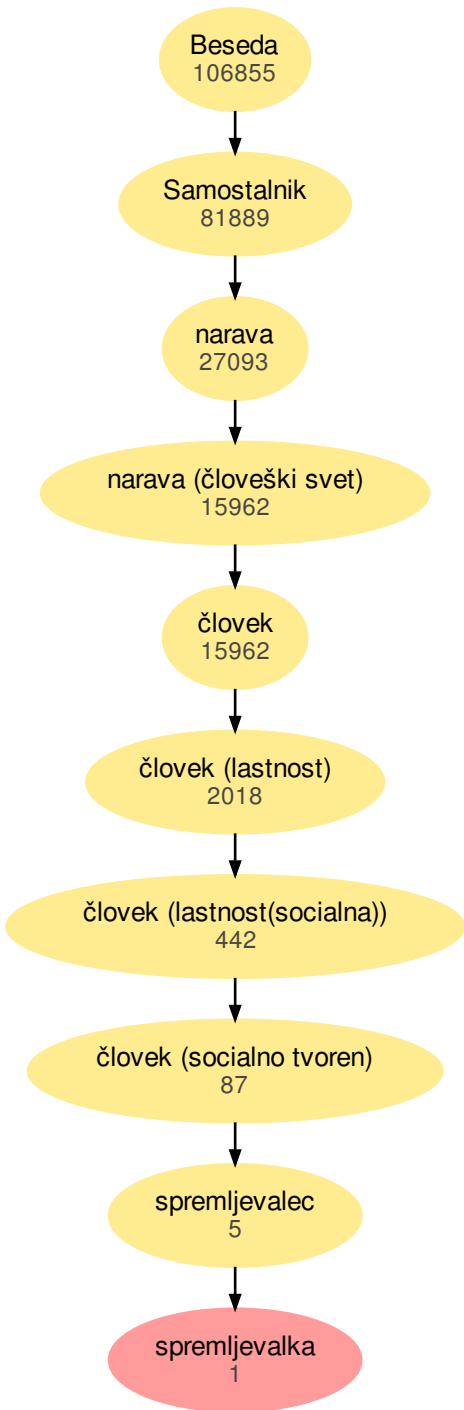 Beseda
106855
Samostalnik
81889
narava
27093
narava (človeški svet)
15962
človek
15962
človek (lastnost)
2018
človek (lastnost(socialna))
442
človek (socialno tvoren)
87
spremljevalec
5
spremljevalka
1